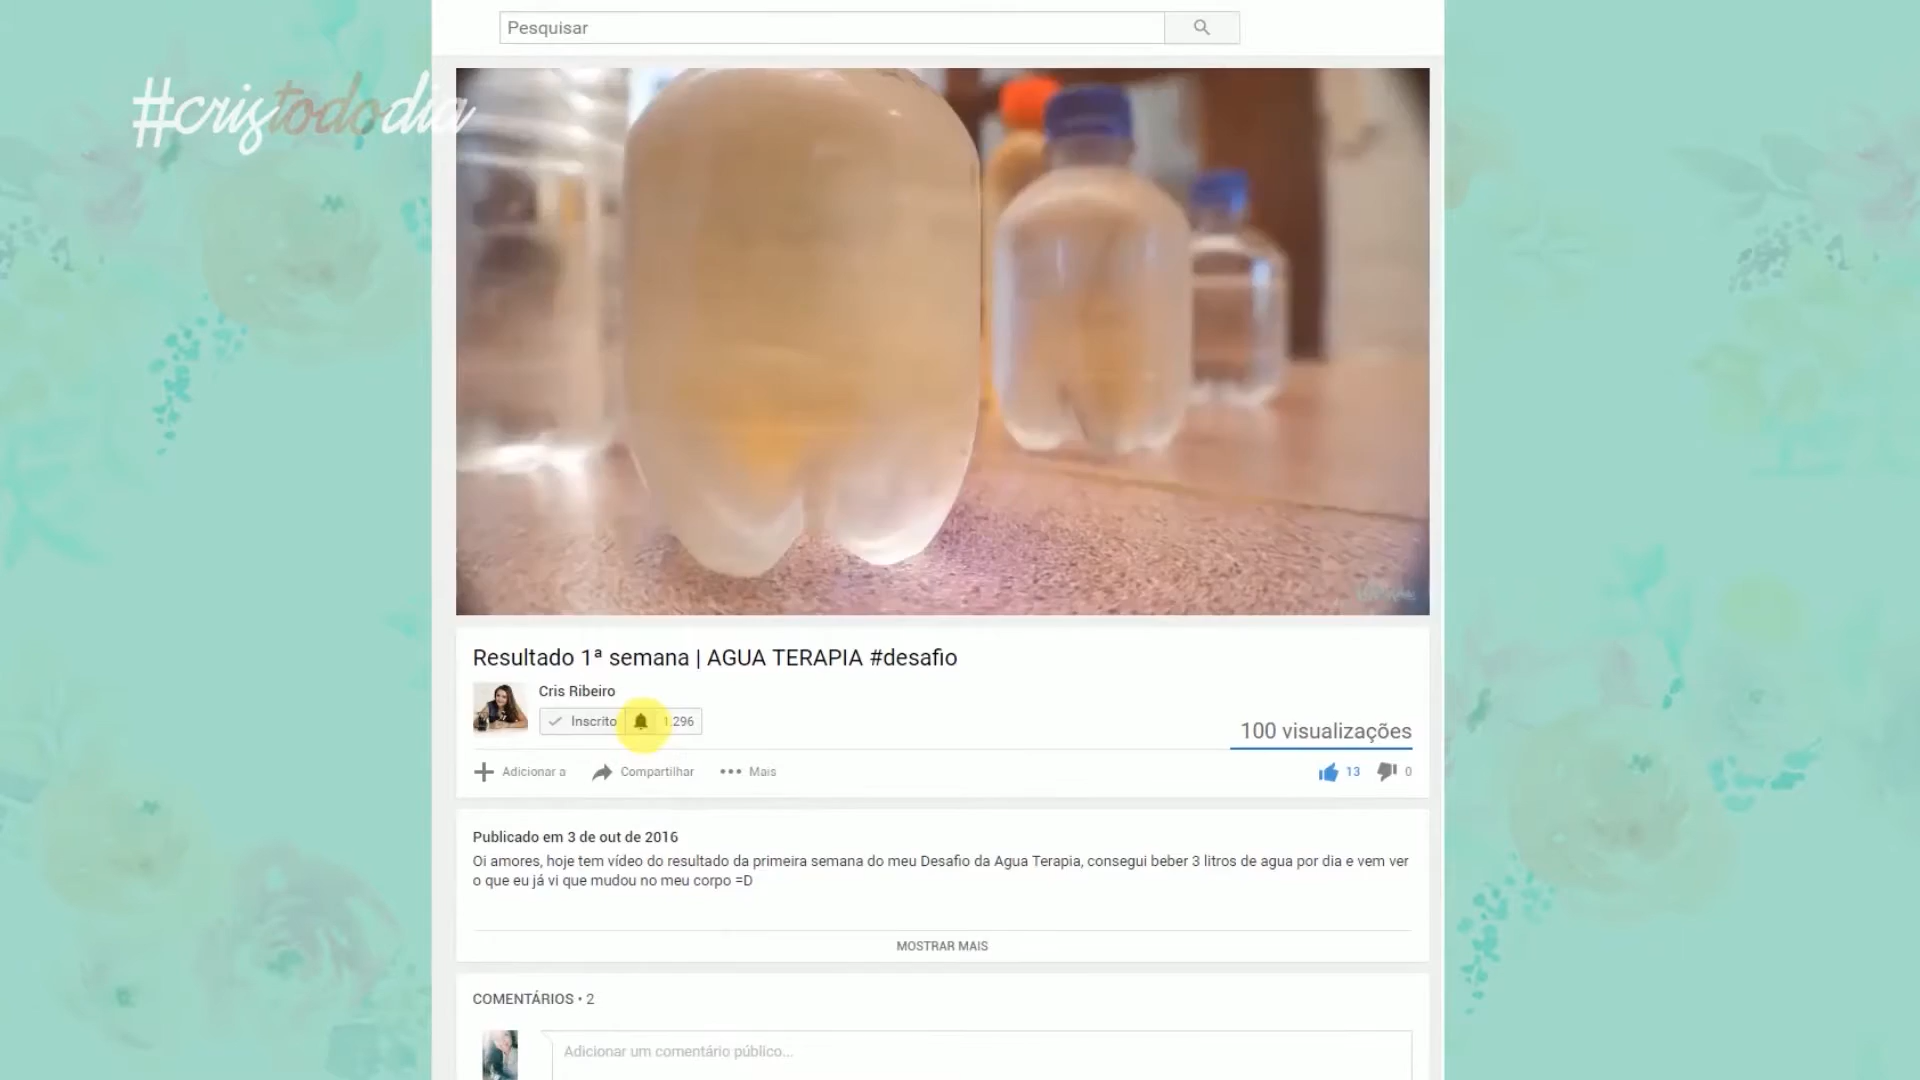 Pesquisar
#cristododia
Resultado 1ª semana | AGUA TERAPIA #desafio
Cris Ribeiro
Inscrito 1.296
100 visualizações
Adicionar a Compartilhar Mais 13 0
Publicado em 3 de out de 2016
Oi amores, hoje tem vídeo do resultado da primeira semana do meu Desafio da Agua Terapia, consegui beber 3 litros de agua por dia e vem ver
o que eu já vi que mudou no meu corpo =D
MOSTRAR MAIS
COMENTÁRIOS • 2
Adicionar um comentário público...